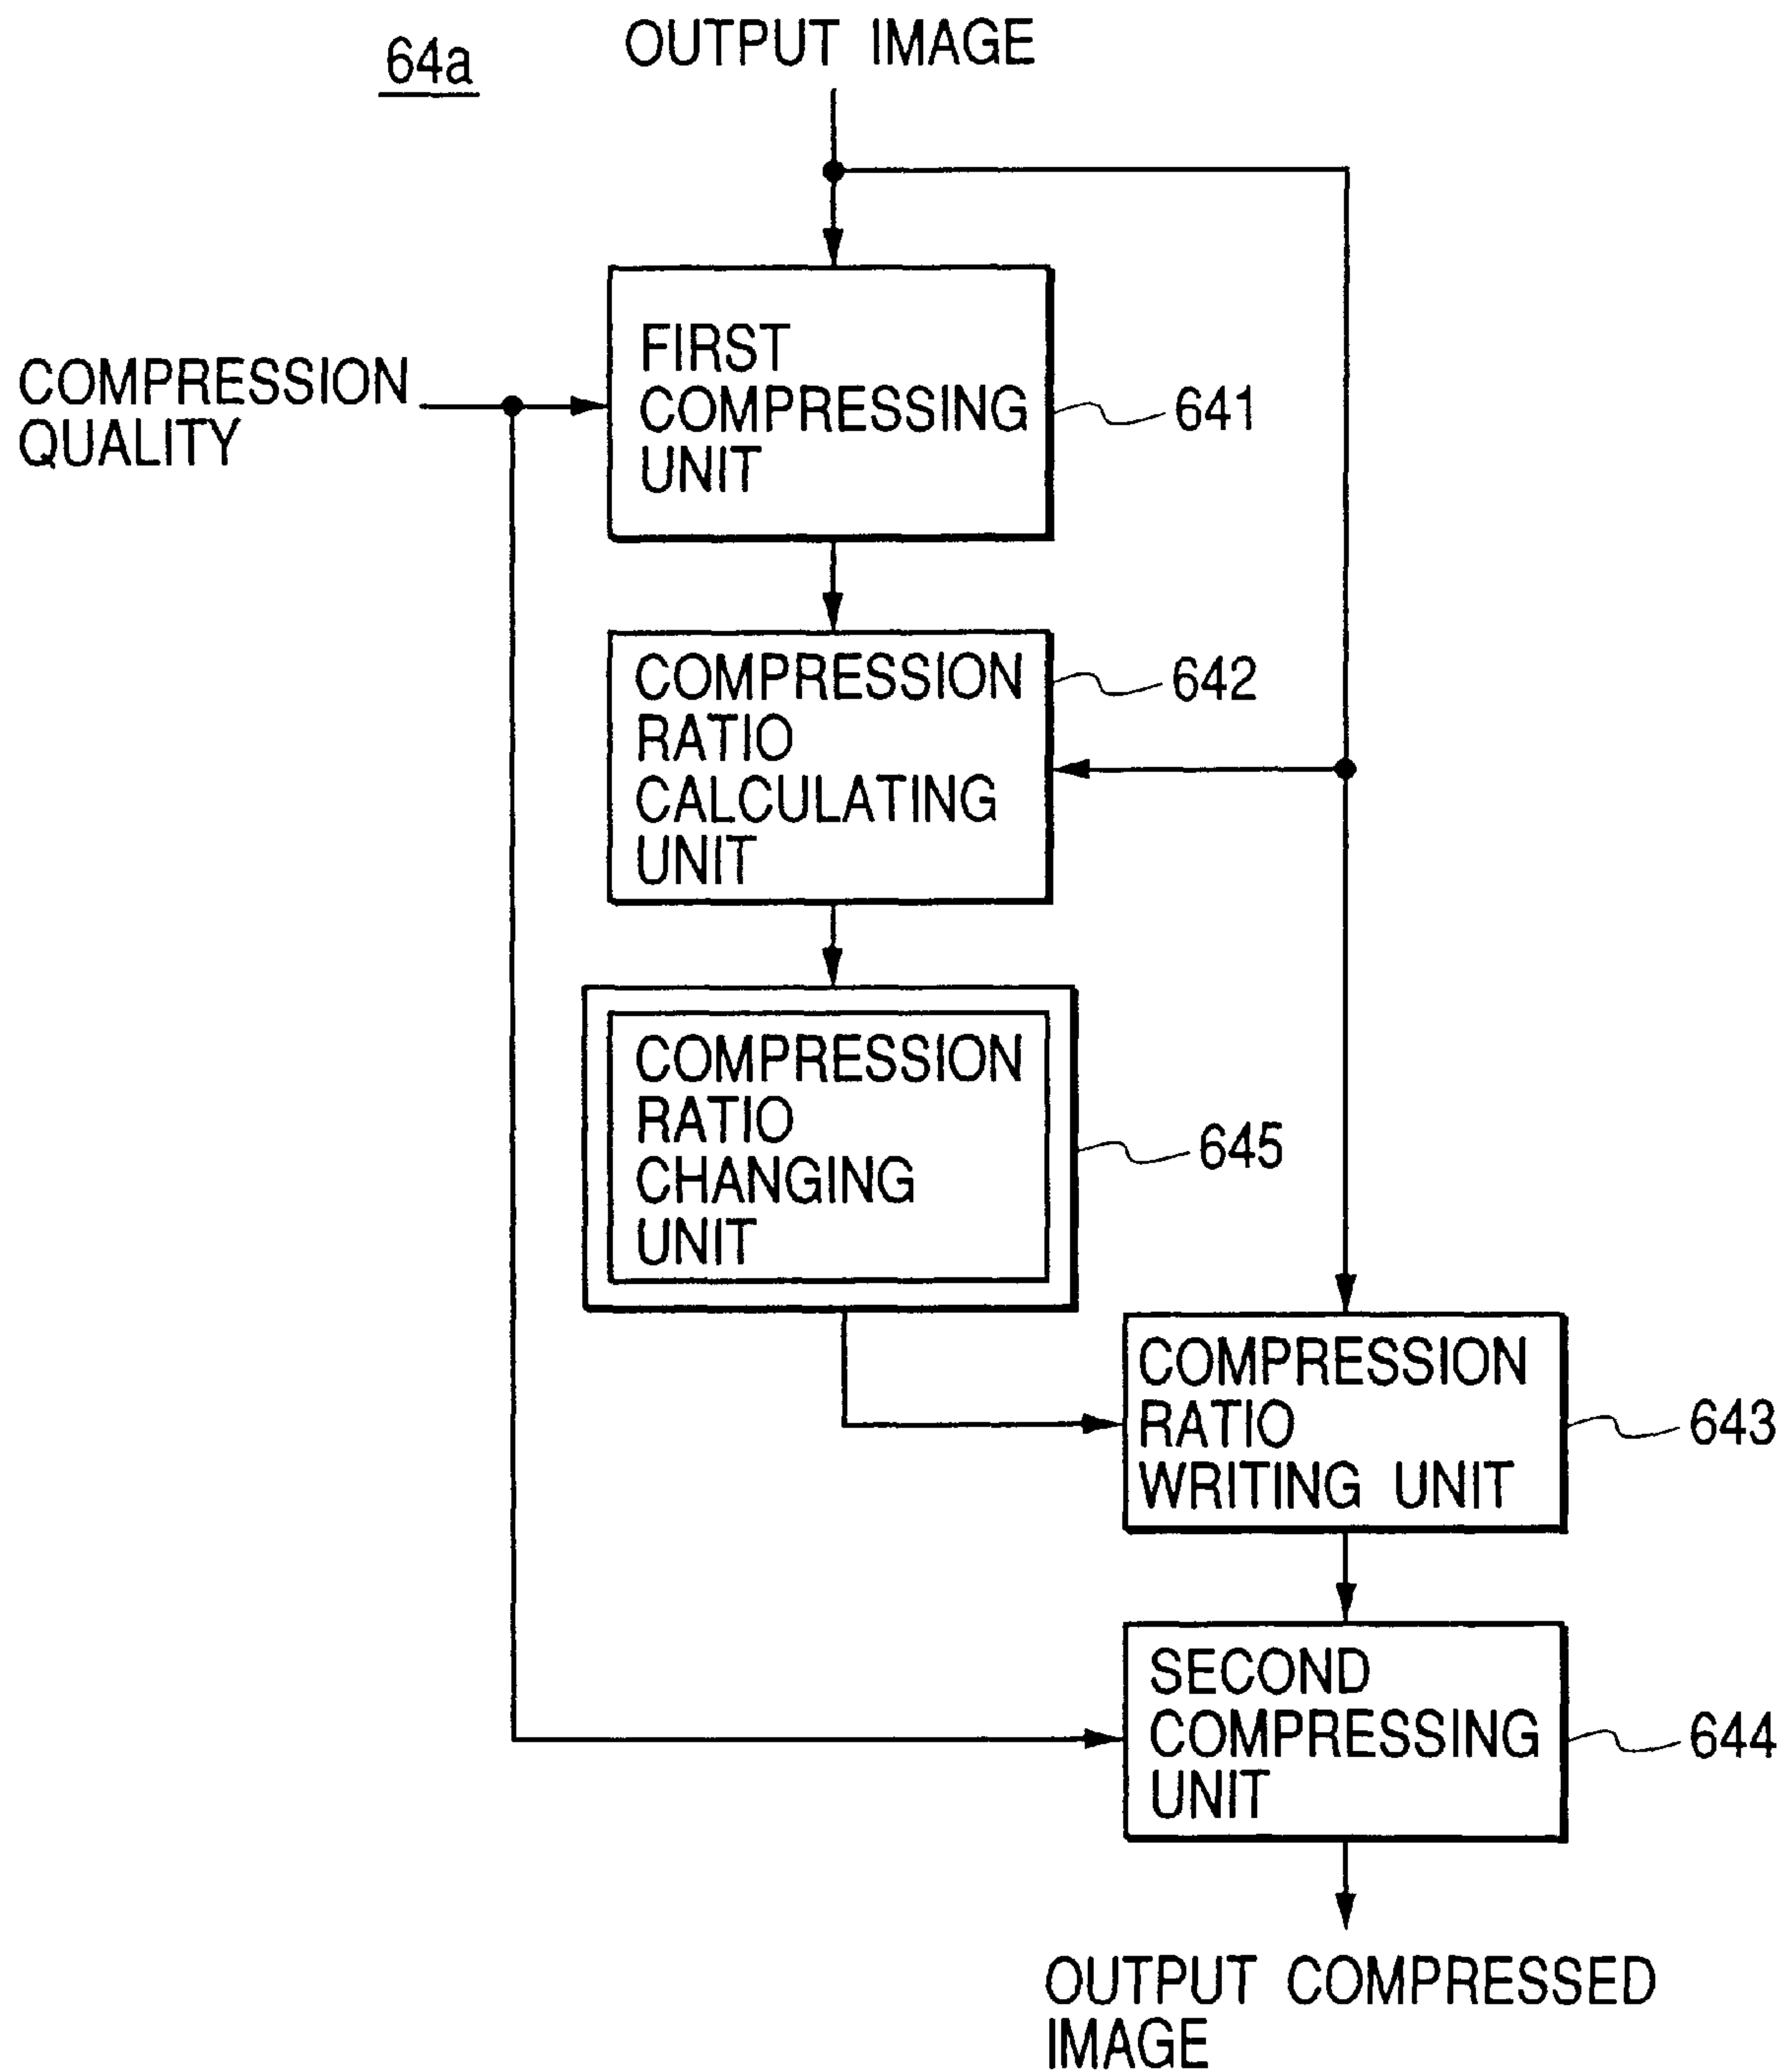 64a
OUTPUT IMAGE
COMPRESSION
QUALITY
FIRST
COMPRESSING
UNIT
641
COMPRESSION
RATIO
CALCULATING
UNIT
642
COMPRESSION
RATIO
CHANGING
UNIT
645
COMPRESSION
RATIO
WRITING UNIT
643
SECOND
COMPRESSING
UNIT
644
OUTPUT COMPRESSED
IMAGE